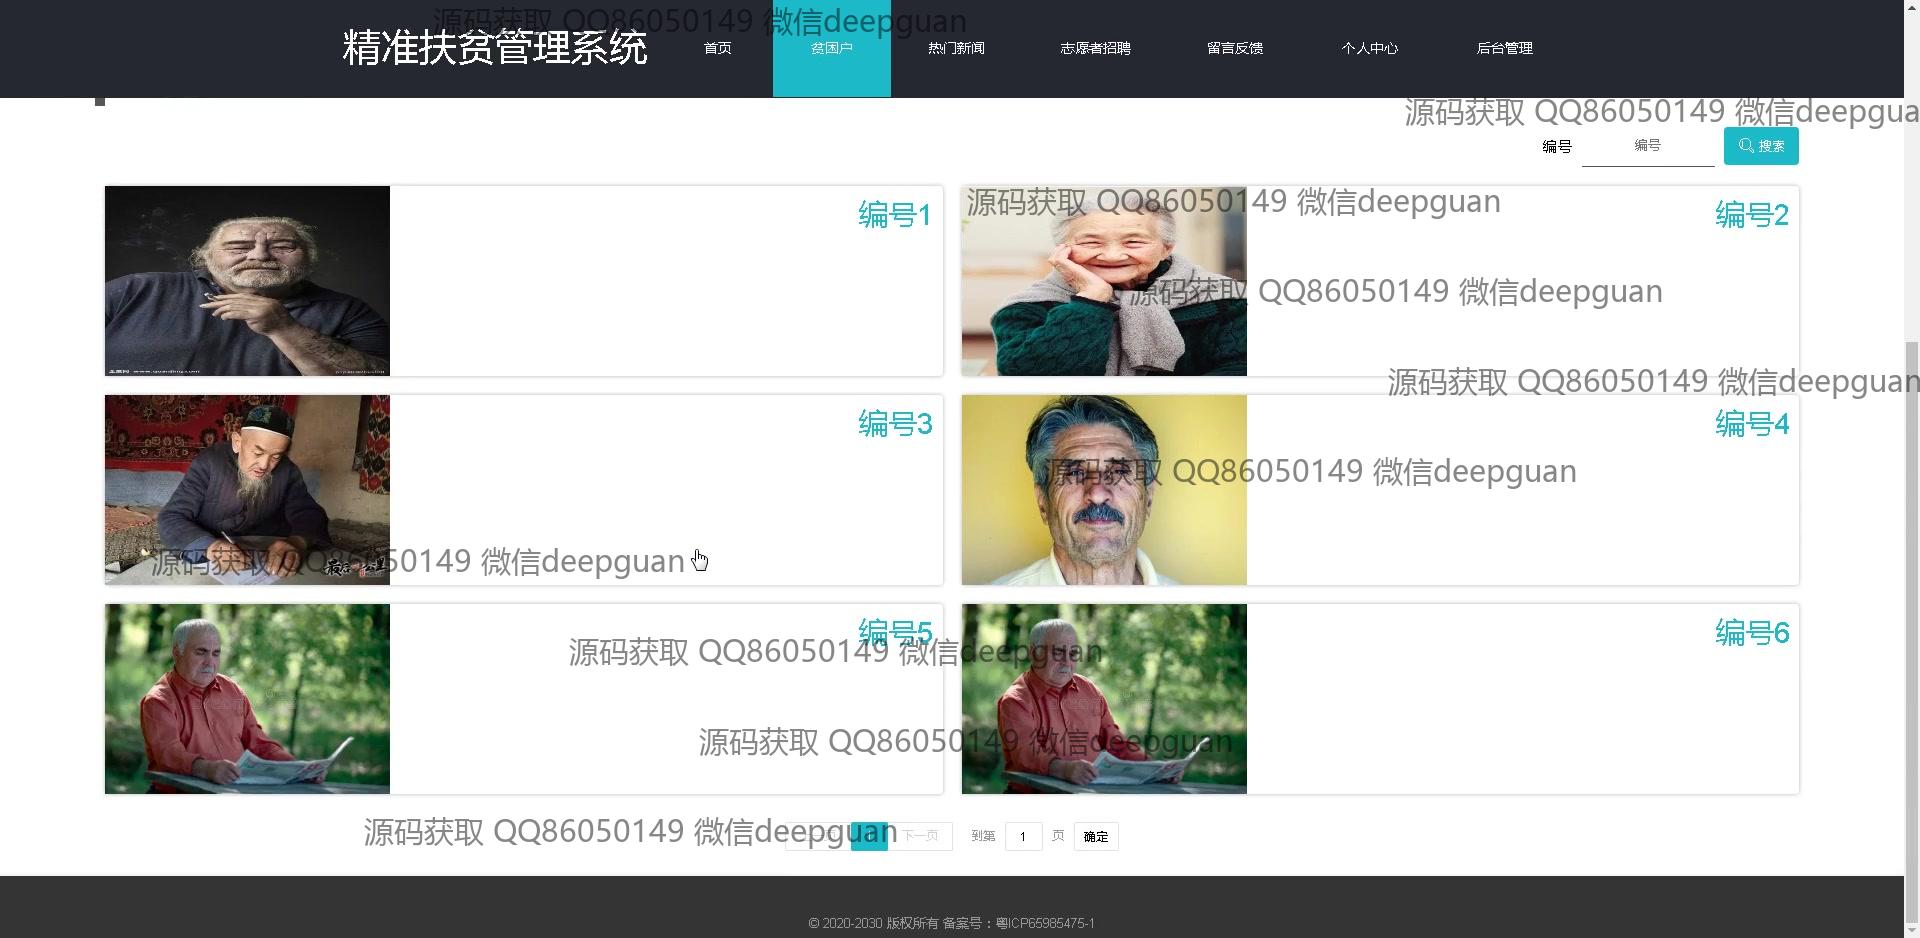 源码获取 QQ86050149 微信deepguan
精准扶贫管理系统 首页 贫困户 热门新闻 志愿者招聘 留言反馈 个人中心 后台管理
源码获取 QQ86050149 微信deepgua
编号 编号 搜索
编号1
源码获取 QQ86050149 微信deepguan
编号2
源码获取 QQ86050149 微信deepguan
源码获取 QQ86050149 微信deepguan
编号3
编号4
源码获取 QQ86050149 微信deepguan
源码获取 QQ86050149 微信deepguan
编号5
编号6
源码获取 QQ86050149 微信deepguan
源码获取 QQ86050149 微信deepguan
源码获取 QQ86050149 微信deepguan
1 下一页 到第 1 页 确定
© 2020-2030 版权所有 备案号：粤ICP65985475-1